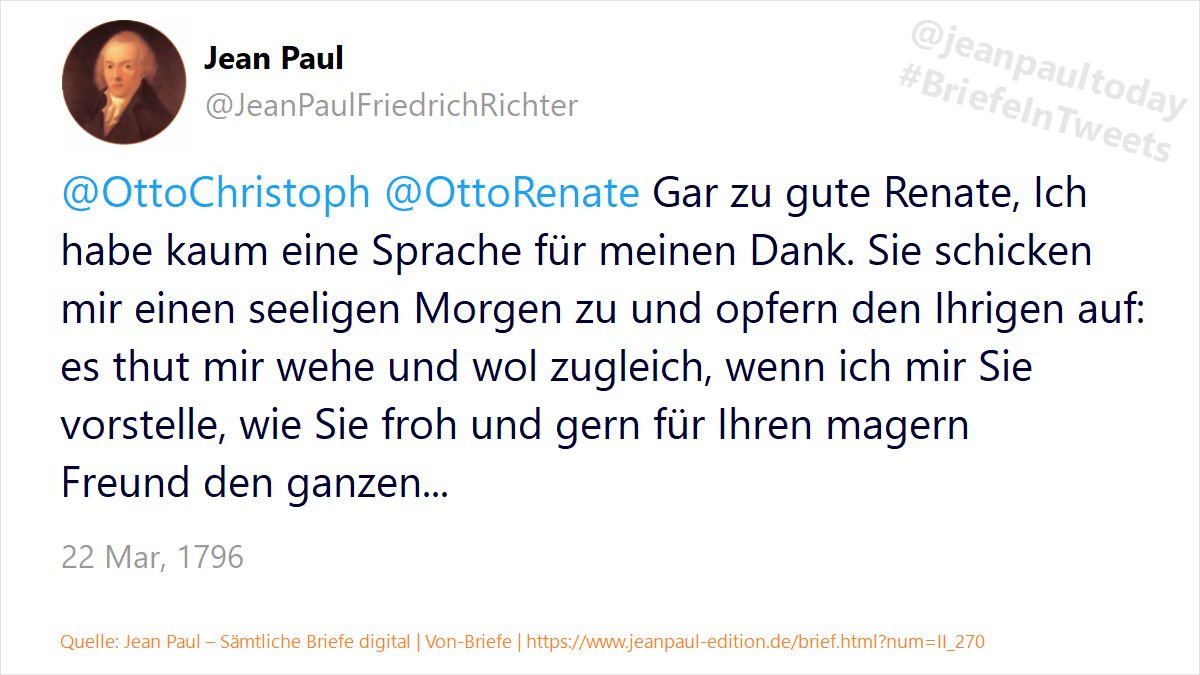 Jean Paul
@JeanPaulFriedrichRichter
@jeanpaultoday
#BriefeInTweets
@OttoChristoph @OttoRenate Gar zu gute Renate, Ich
habe kaum eine Sprache für meinen Dank. Sie schicken
mir einen seeligen Morgen zu und opfern den Ihrigen auf:
es thut mir wehe und wol zugleich, wenn ich mir Sie
vorstelle, wie Sie froh und gern für Ihren magern
Freund den ganzen...
22 Mar, 1796
Quelle: Jean Paul – Sämtliche Briefe digital | Von-Briefe | https://www.jeanpaul-edition.de/brief.html?num=II_270